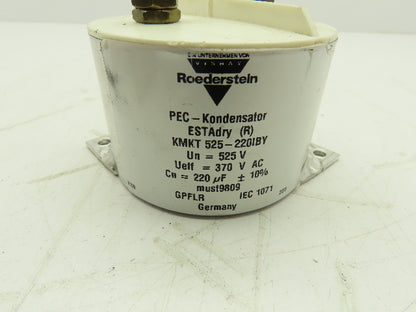 EIN UNTERNEHMEN VON
VISHAY
Roederstein
PEC-Kondensator
ESTAdry (R)
KMKT 525-220IBY
Un = 525 V
Ueff = 370 V AC
Cn = 220 µF ± 10%
must9809
GPFLR IEC 1071
Germany